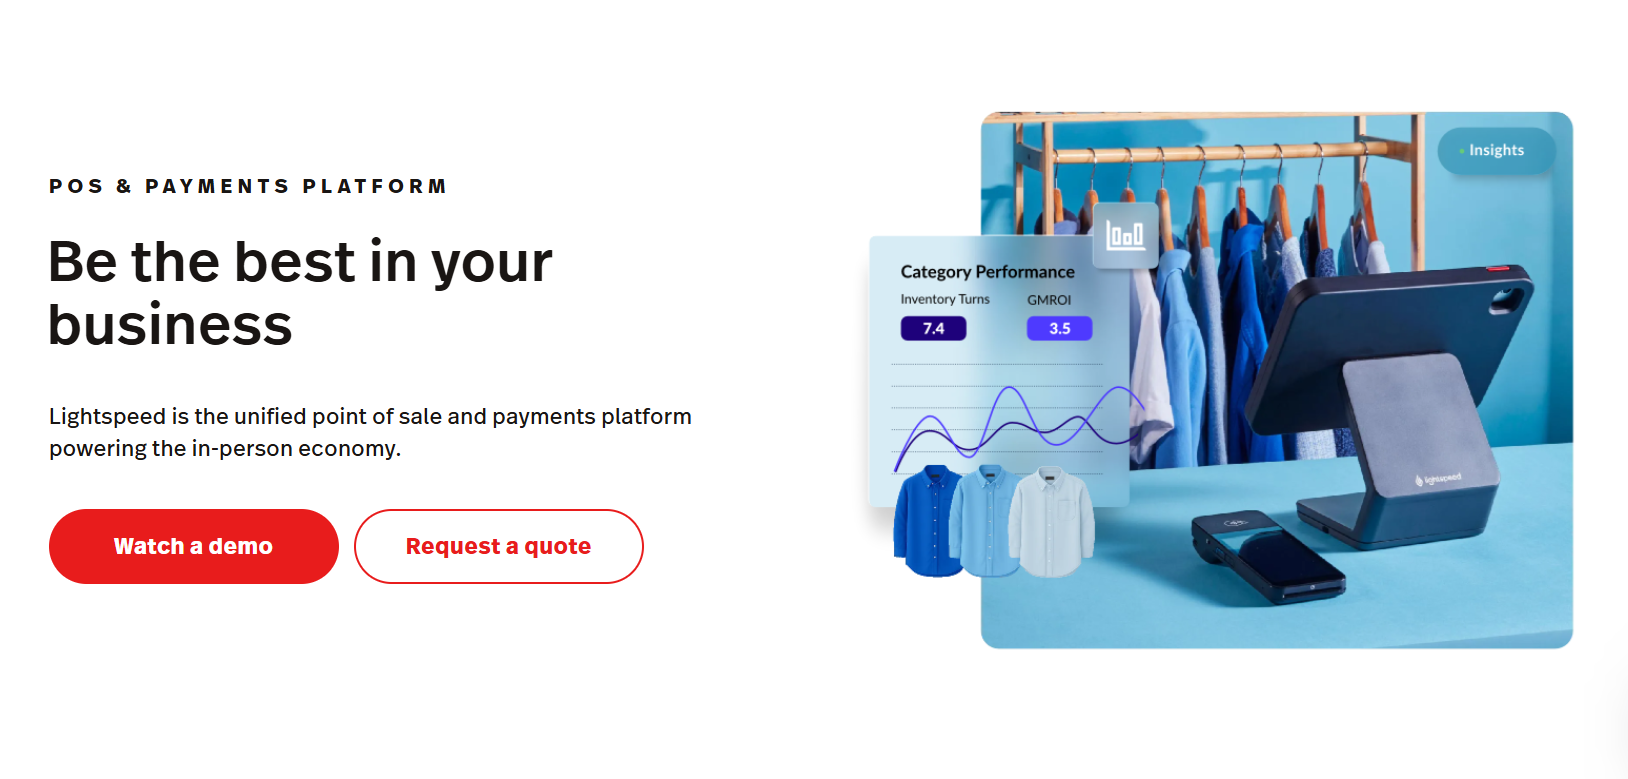 POS & PAYMENTS PLATFORM
Be the best in your
business
Lightspeed is the unified point of sale and payments platform
powering the in-person economy.
Watch a demo
Request a quote
Insights
Category Performance
Inventory Turns
GMROI
7.4
3.5
lightspeed